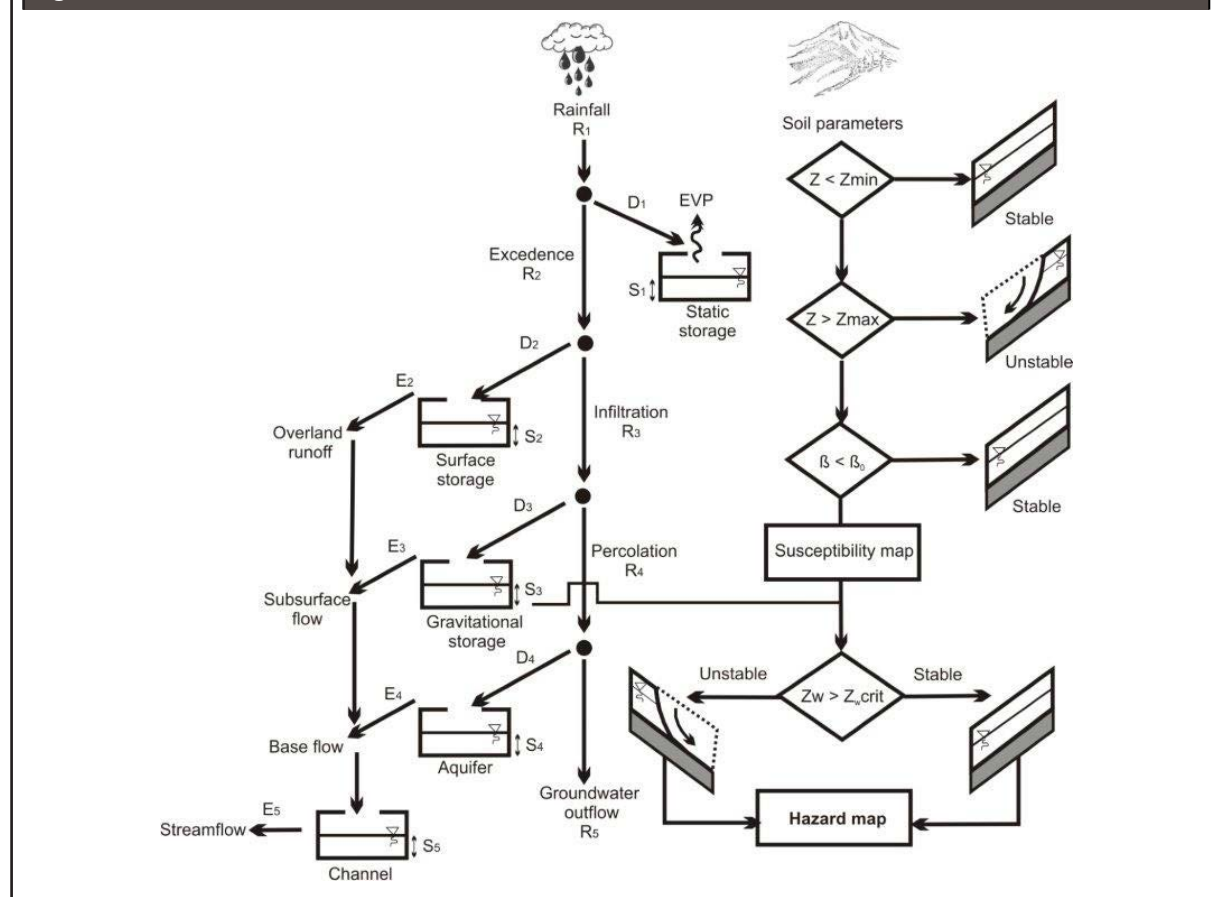 Rainfall
R1
Soil parameters
Z < Zmin
Stable
D1
EVP
Excedence
R2
S1
Static
storage
Z > Zmax
Unstable
D2
E2
S2
Surface
storage
Overland
runoff
Infiltration
R3
ß < ß0
Stable
D3
E3
S3
Gravitational
storage
Subsurface
flow
Percolation
R4
Susceptibility map
Unstable
Stable
Zw > Zwcrit
D4
E4
S4
Aquifer
Base flow
Groundwater
outflow
R5
Hazard map
E5
Streamflow
S5
Channel